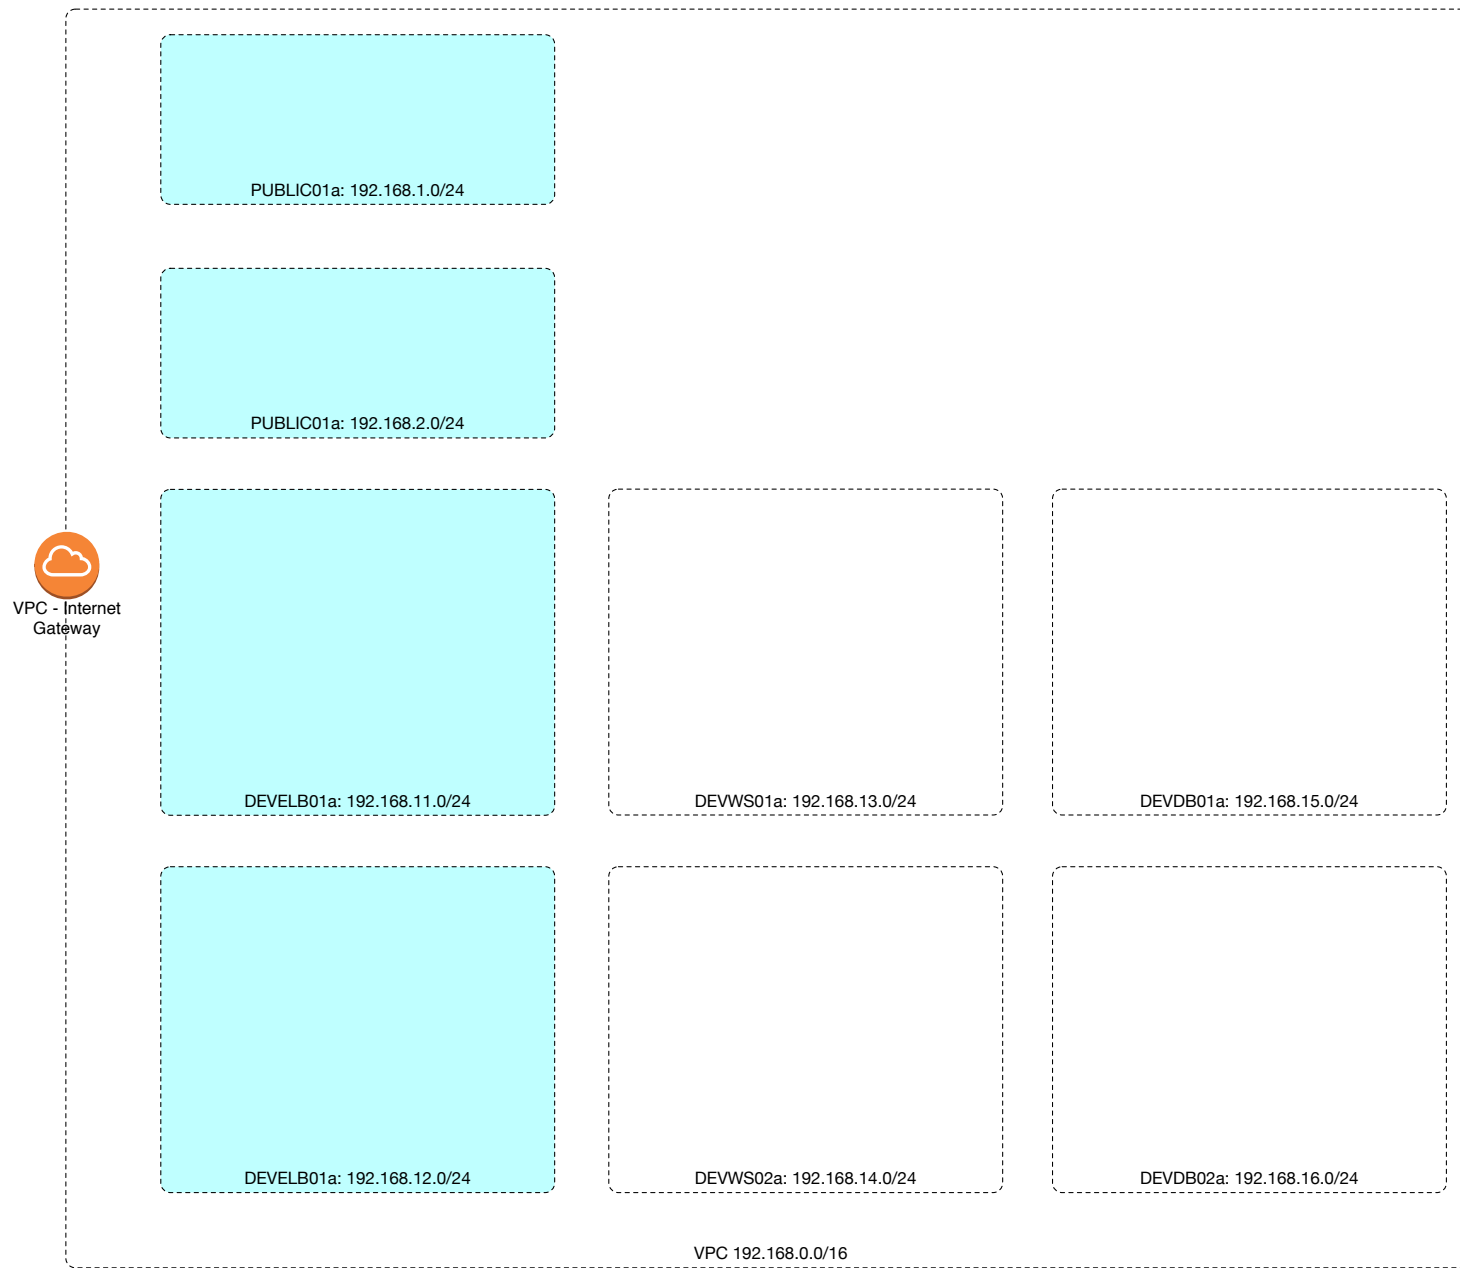 PUBLIC01a: 192.168.1.0/24
PUBLIC01a: 192.168.2.0/24
VPC - Internet
Gateway
DEVELB01a: 192.168.11.0/24
DEVWS01a: 192.168.13.0/24
DEVDB01a: 192.168.15.0/24
DEVELB01a: 192.168.12.0/24
DEVWS02a: 192.168.14.0/24
DEVDB02a: 192.168.16.0/24
VPC 192.168.0.0/16